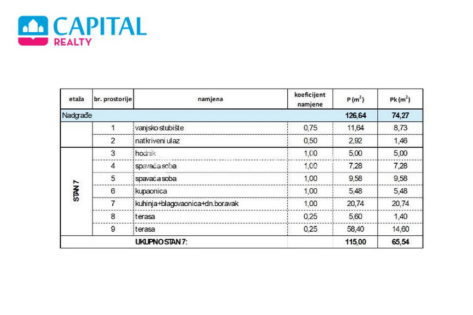 CAPITAL
REALTY
etaža br. prostorije namjena koeficijent namjene P (m²) Pk (m²)
Nadgrađe 126,64 74,27
1 vanjsko stubište 0,75 11,64 8,73
2 natkriveni ulaz 0,50 2,92 1,46
STAN 7
3 hodnik 1,00 5,00 5,00
4 spavaća soba 1,00 7,28 7,28
5 spavaća soba 1,00 9,58 9,58
6 kupaonica 1,00 5,48 5,48
7 kuhinja+blagovaonica+dn.boravak 1,00 20,74 20,74
8 terasa 0,25 5,60 1,40
9 terasa 0,25 58,40 14,60
UKUPNO STAN 7: 115,00 65,54